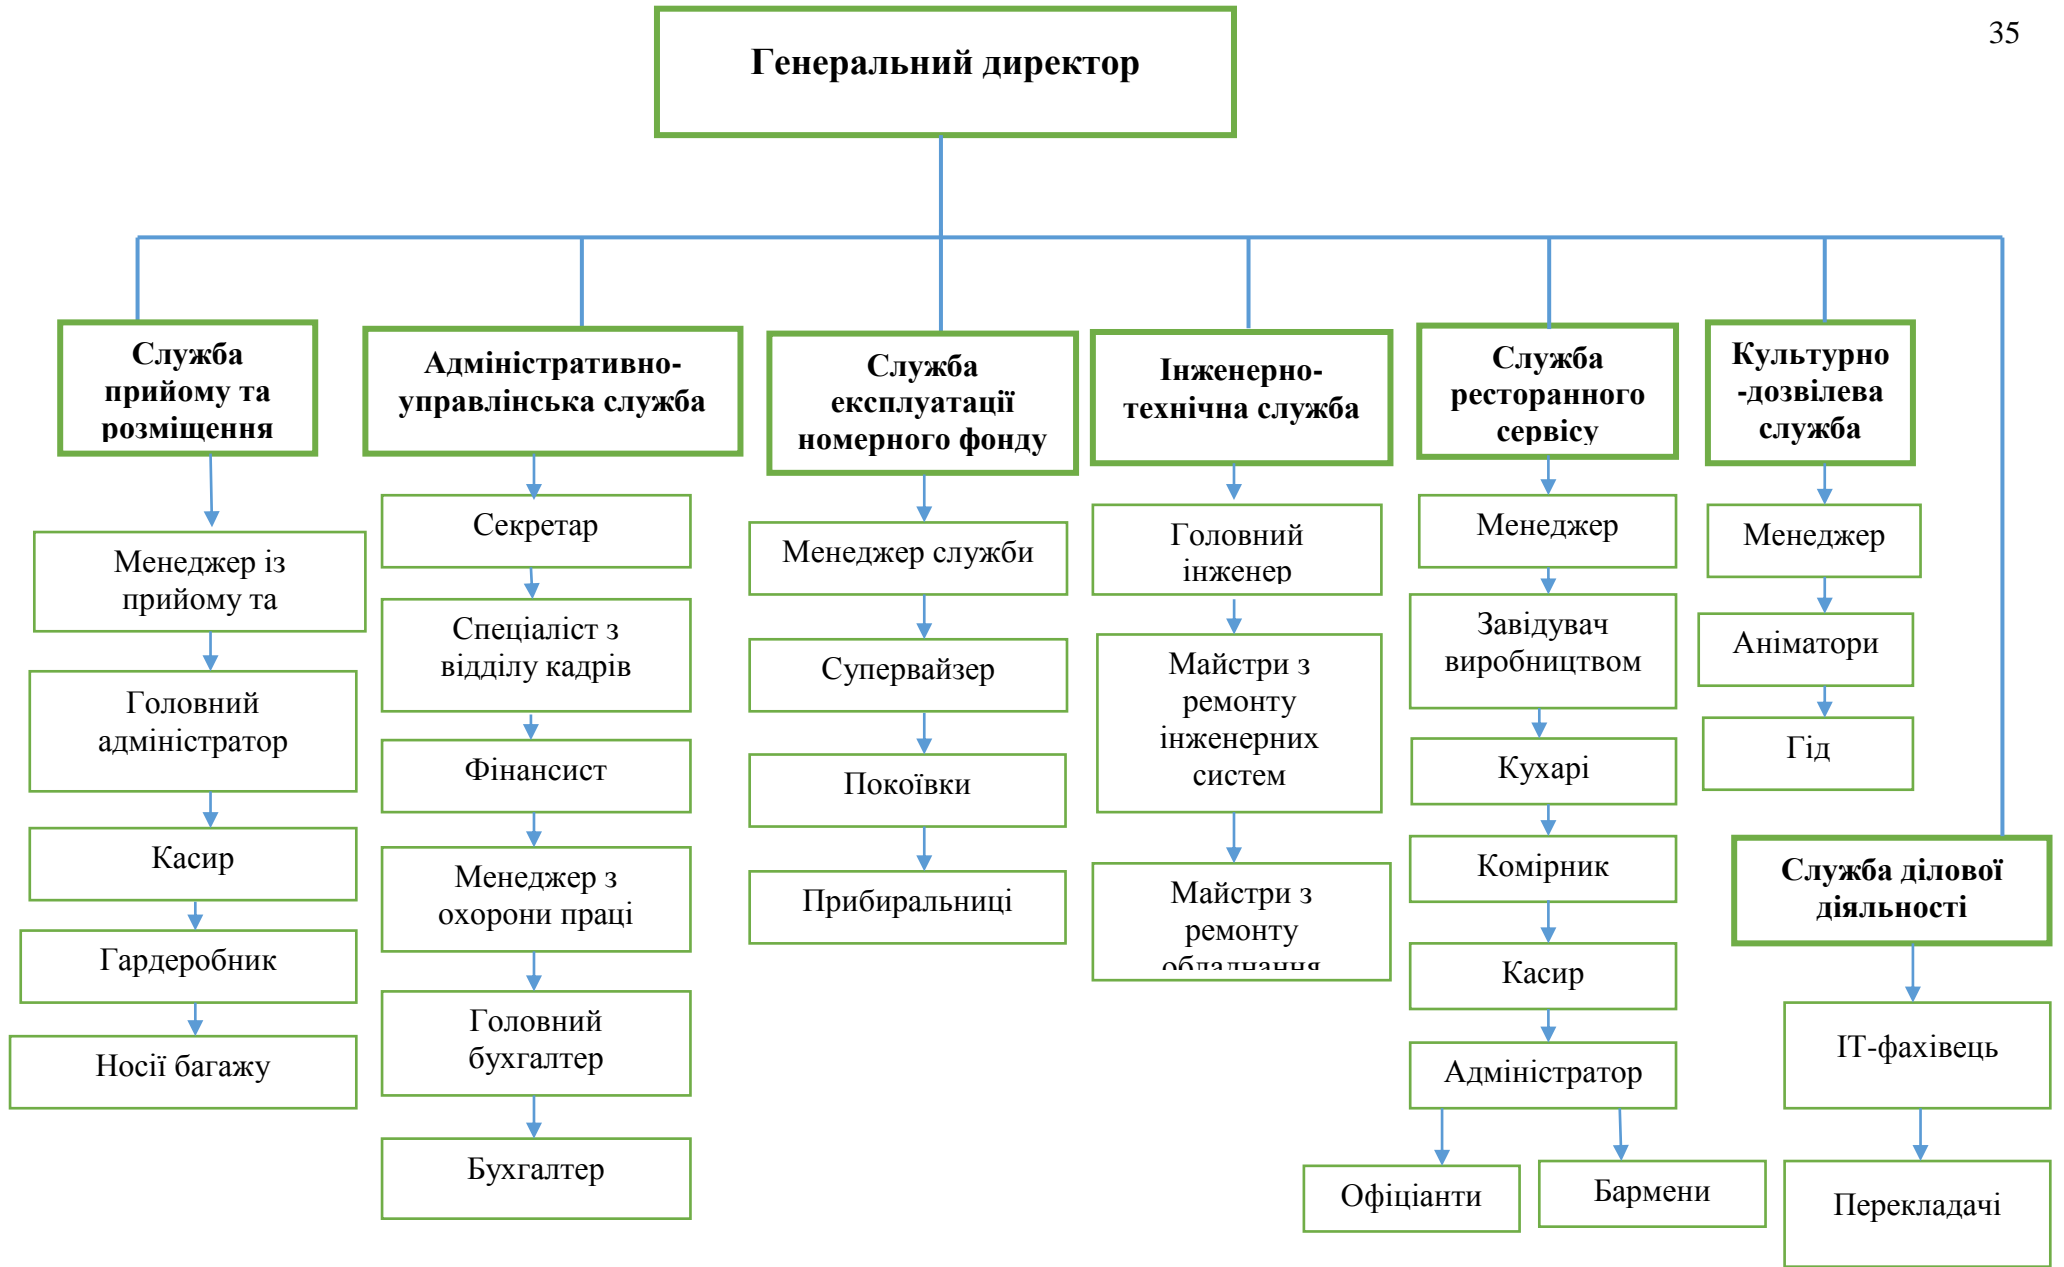 35
Генеральний директор
Служба
прийому та
розміщення
Адміністративно-
управлінська служба
Служба
експлуатації
номерного фонду
Інженерно-
технічна служба
Служба
ресторанного
сервісу
Культурно
-дозвілева
служба
Менеджер із
прийому та
Головний
адміністратор
Касир
Гардеробник
Носії багажу
Секретар
Спеціаліст з
відділу кадрів
Фінансист
Менеджер з
охорони праці
Головний
бухгалтер
Бухгалтер
Менеджер служби
Супервайзер
Покоївки
Прибиральниці
Головний
інженер
Майстри з
ремонту
інженерних
систем
Майстри з
ремонту
обладнання
Менеджер
Завідувач
виробництвом
Кухарі
Комірник
Касир
Адміністратор
Офіціанти
Бармени
Менеджер
Аніматори
Гід
Служба ділової
діяльності
ІТ-фахівець
Перекладачі